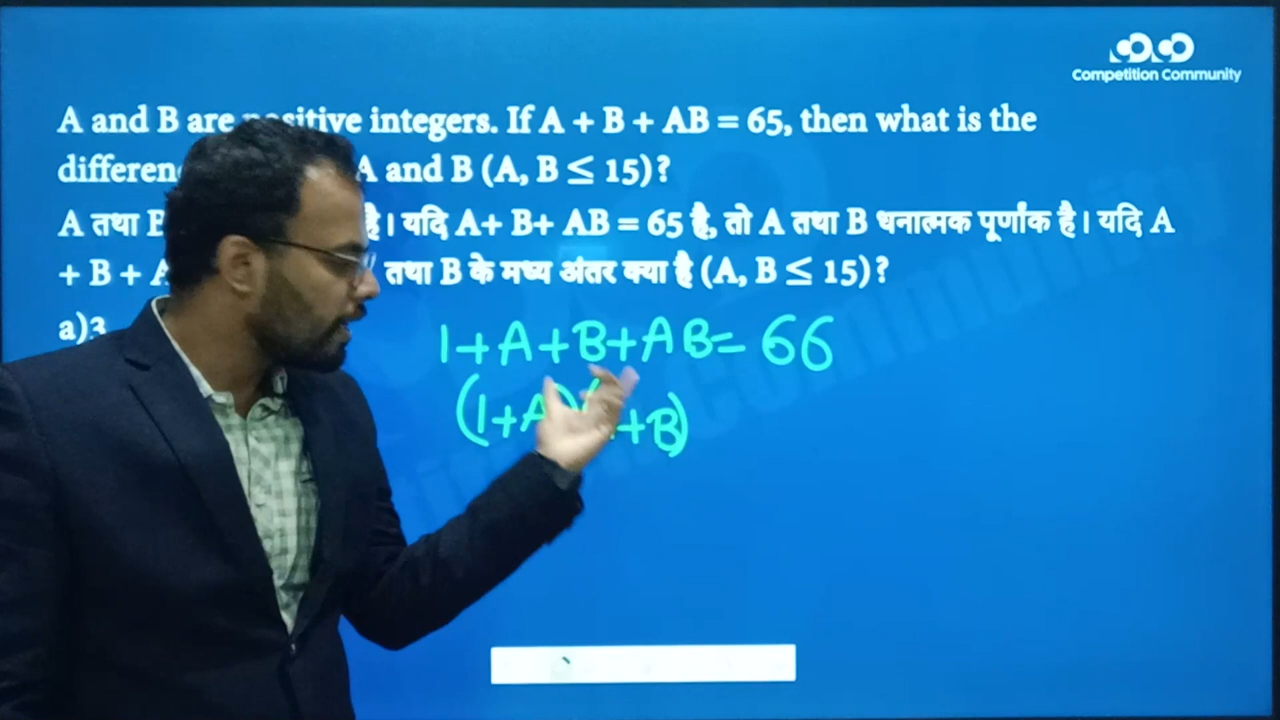 Competition Community
A and B are positive integers. If A + B + AB = 65, then what is the
A and B (A, B ≤ 15)?
A तथा B है। यदि A+ B+ AB = 65 है, तो A तथा B धनात्मक पूर्णांक है। यदि A
+ B + तथा B के मध्य अंतर क्या है (A, B ≤ 15)?
a)3
1+A+B+AB= 66
(1+A)(1+B)